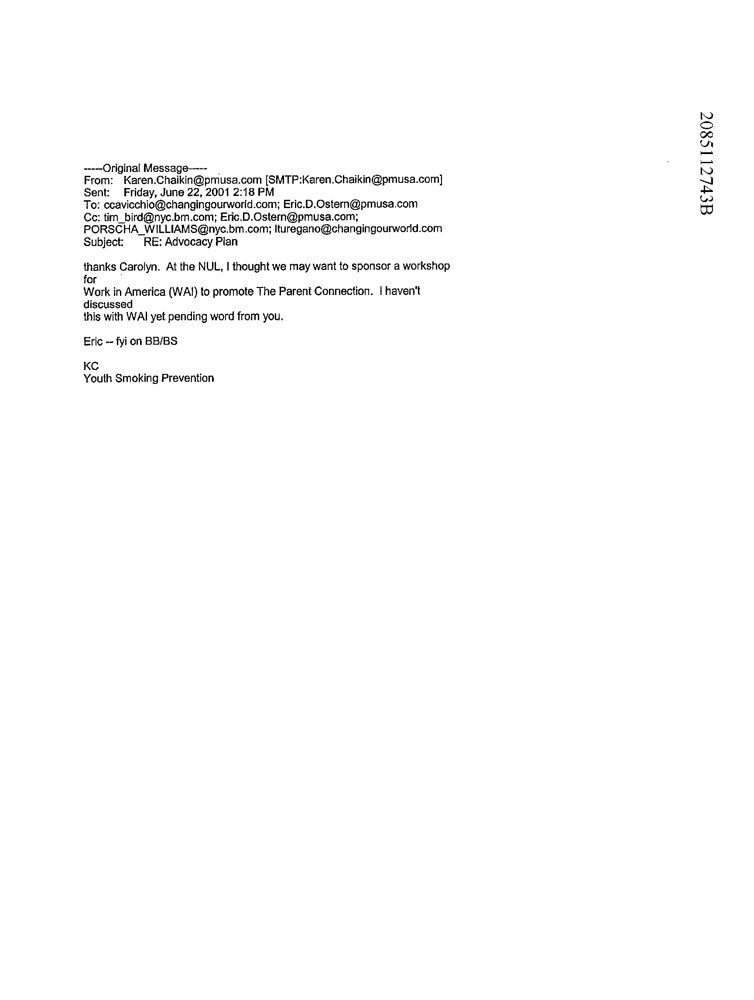 -----Original Message-----
From: Karen.Chaikin@pmusa.com [SMTP:Karen.Chaikin@pmusa.com]
Sent: Friday, June 22, 2001 2:18 PM
To: ccavicchio@changingourworld.com; Eric.D.Ostern@pmusa.com
Cc: tim_bird@nyc.bm.com; Eric.D.Ostern@pmusa.com;
PORSCHA_WILLIAMS@nyc.bm.com; lturegano@changingourworld.com
Subject: RE: Advocacy Plan
thanks Carolyn. At the NUL, I thought we may want to sponsor a workshop
for
Work in America (WAI) to promote The Parent Connection. I haven't
discussed
this with WAI yet pending word from you.
Eric -- fyi on BB/BS
KC
Youth Smoking Prevention
2085112743B